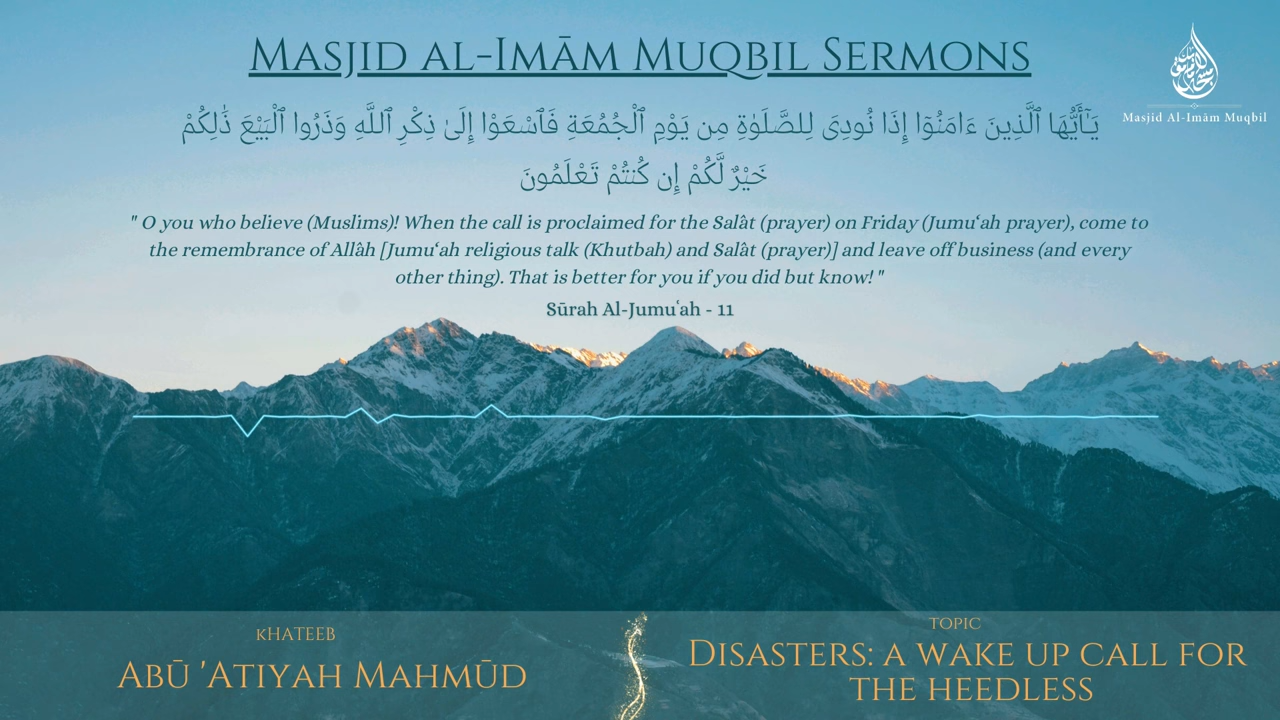 Masjid al-Imām Muqbil Sermons
Masjid Al-Imām Muqbil
يَـٰٓأَيُّهَا ٱلَّذِينَ ءَامَنُوٓا۟ إِذَا نُودِىَ لِلصَّلَوٰةِ مِن يَوْمِ ٱلْجُمُعَةِ فَٱسْعَوْا۟ إِلَىٰ ذِكْرِ ٱللَّهِ وَذَرُوا۟ ٱلْبَيْعَ ذَٰلِكُمْ
خَيْرٌ لَّكُمْ إِن كُنتُمْ تَعْلَمُونَ
" O you who believe (Muslims)! When the call is proclaimed for the Salât (prayer) on Friday (Jumu‘ah prayer), come to
the remembrance of Allâh [Jumu‘ah religious talk (Khutbah) and Salât (prayer)] and leave off business (and every
other thing). That is better for you if you did but know! "
Sūrah Al-Jumuʿah - 11
kHATEEB
Abū 'Atiyah Mahmūd
TOPIC
Disasters: a wake up call for
the heedless